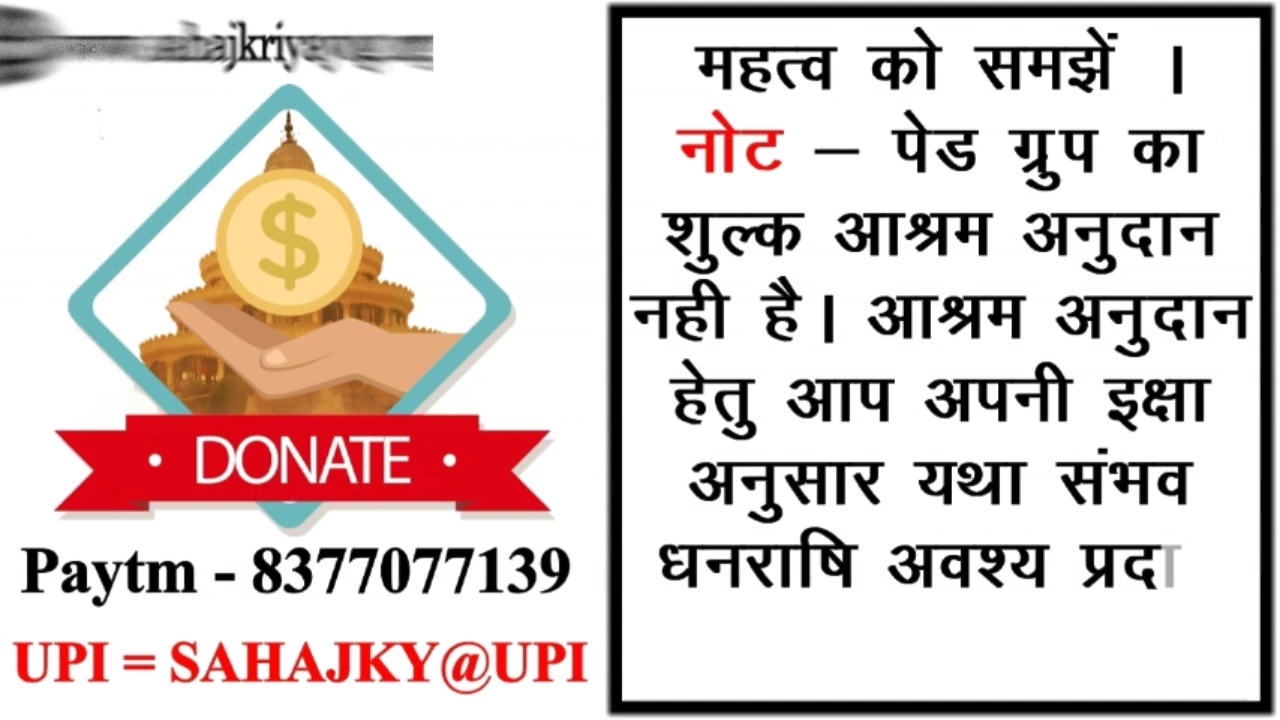 $
DONATE
Paytm - 8377077139
UPI = SAHAJKY@UPI
महत्व को समझें ।
नोट – पेड ग्रुप का
शुल्क आश्रम अनुदान
नही है। आश्रम अनुदान
हेतु आप अपनी इक्षा
अनुसार यथा संभव
धनराषि अवश्य प्रदा